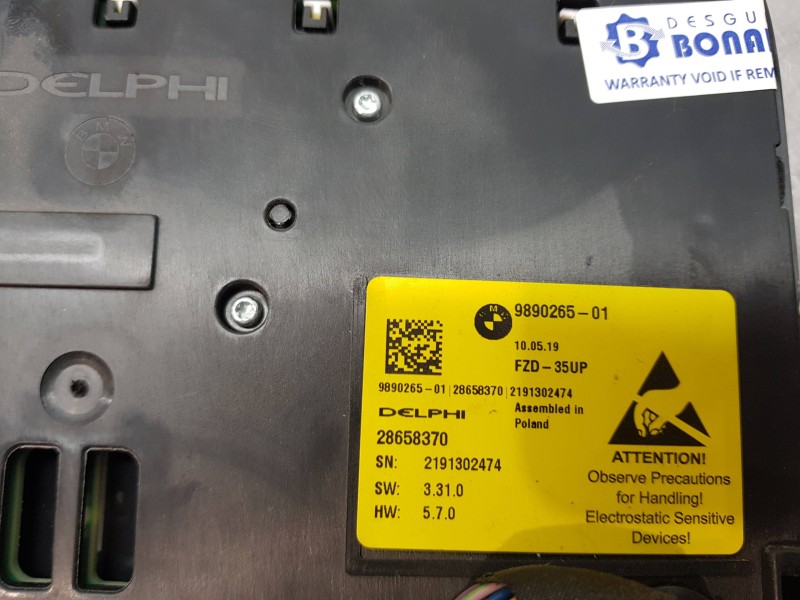 DESGU
BONA
WARRANTY VOID IF REM
DELPHI
BMW
BMW
9890265-01
10.05.19
FZD-35UP
9890265-01|28658370|2191302474
Assembled in
Poland
DELPHI
28658370
SN: 2191302474
SW: 3.31.0
HW: 5.7.0
ATTENTION!
Observe Precautions
for Handling!
Electrostatic Sensitive
Devices!